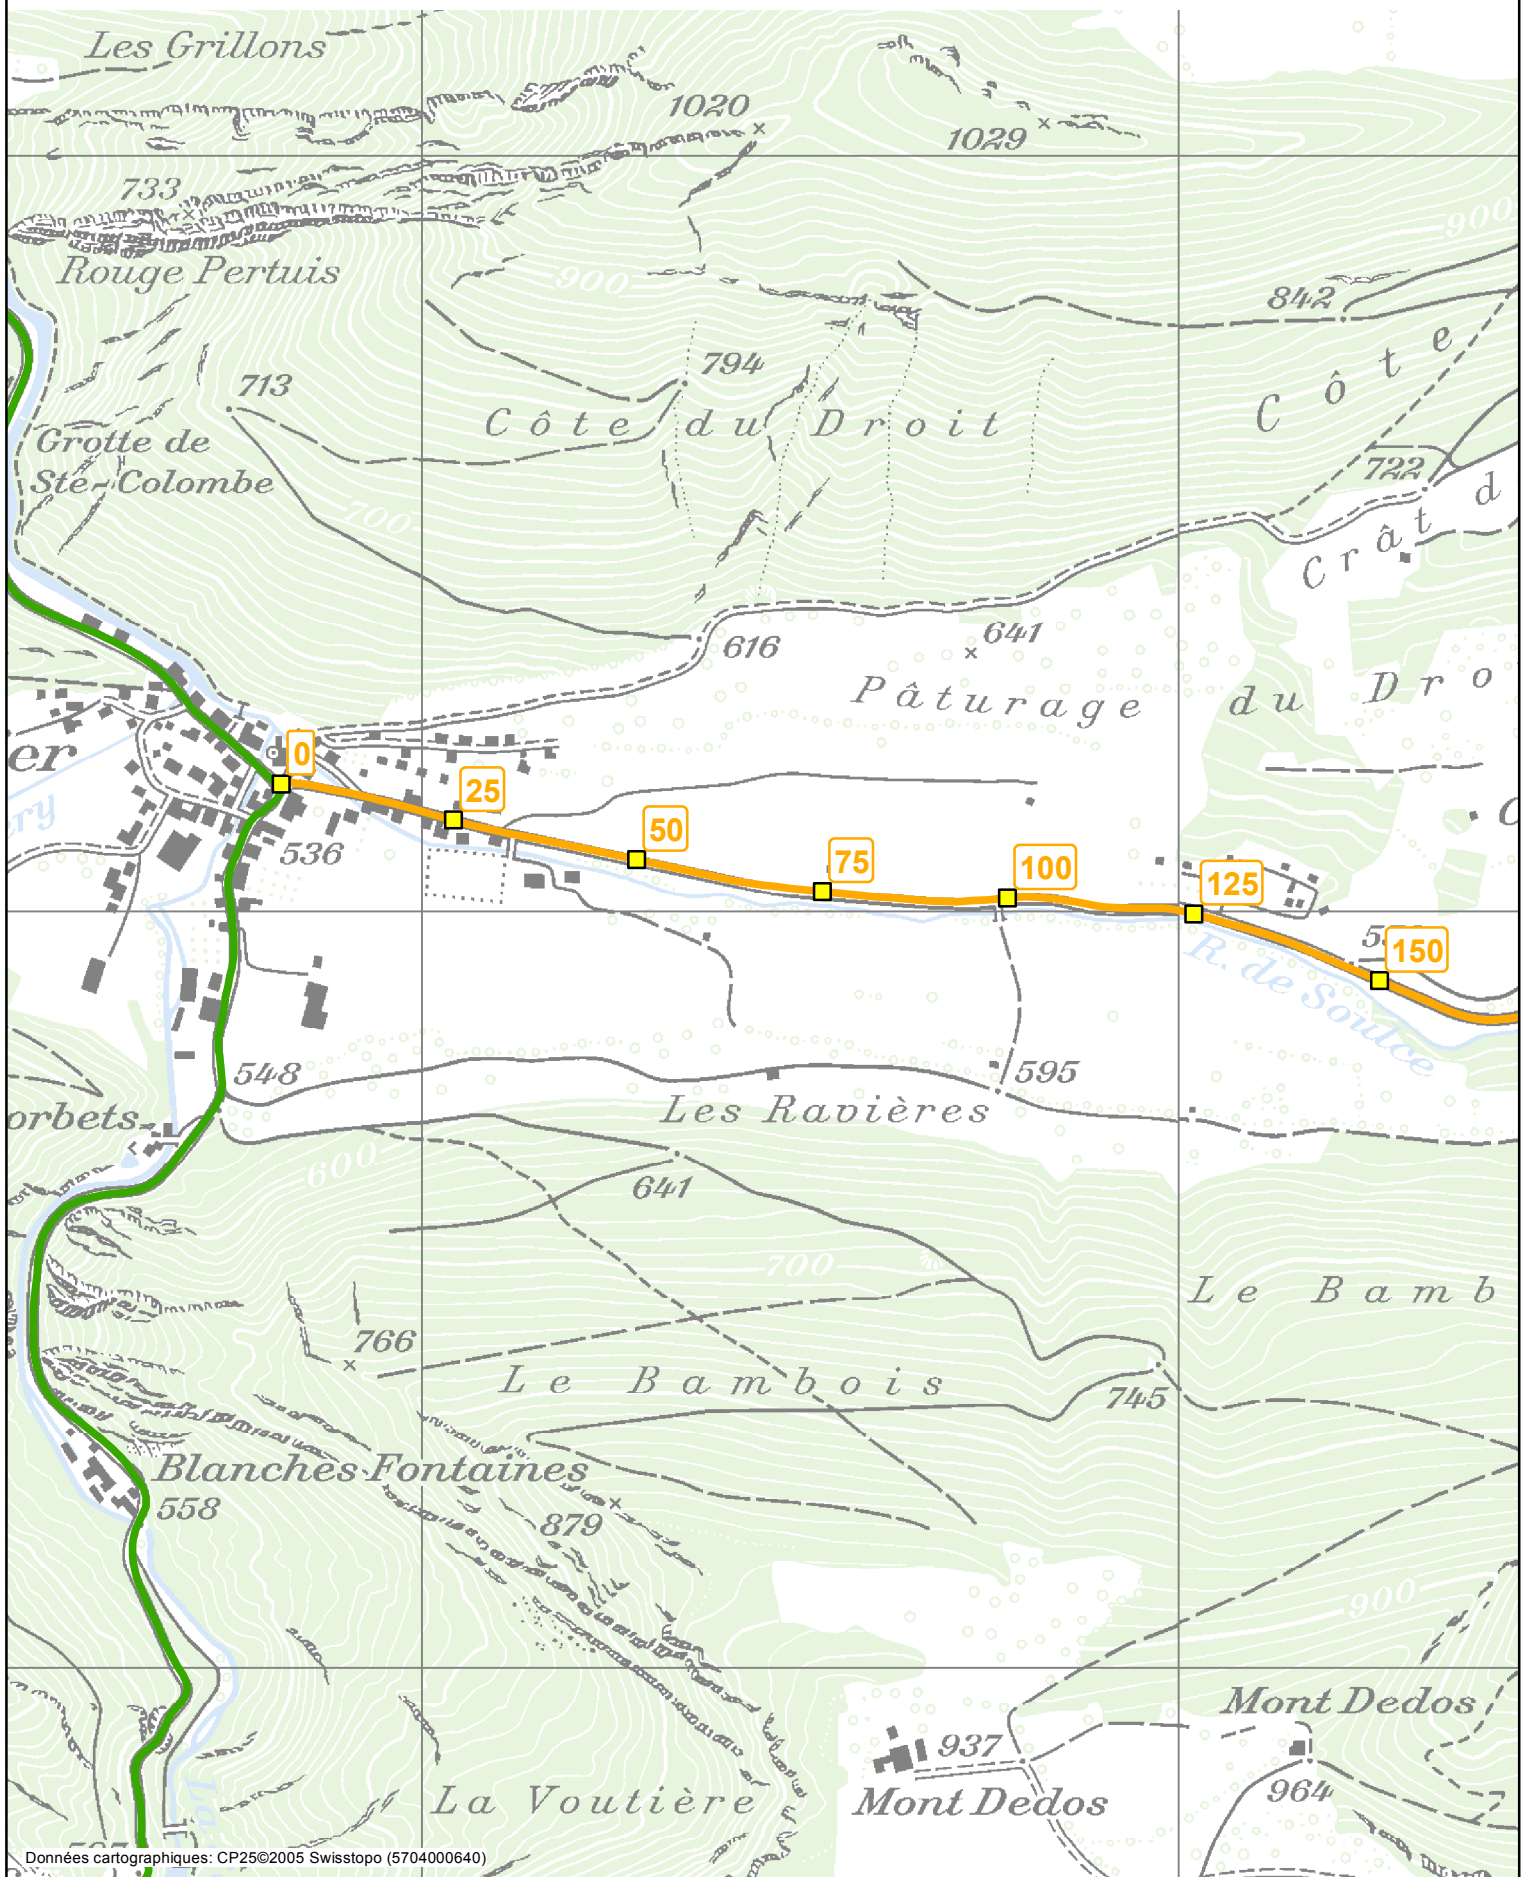 Les Grillons
1020
1029
733
900
Rouge Pertuis
900
842
Côte
794
713
Côte du Droit
Grotte de
Ste-Colombe
722
Crât d
616
641
Pâturage du Dro
er
0
25
536
50
75
100
125
150
R. de Soulce
548
595
orbets
Les Ravières
600
641
700
Le Bamb
766
Le Bambois
745
Blanches Fontaines
558
879
900
Mont Dedos
937
964
La Voutière
Mont Dedos
Données cartographiques: CP25©2005 Swisstopo (5704000640)